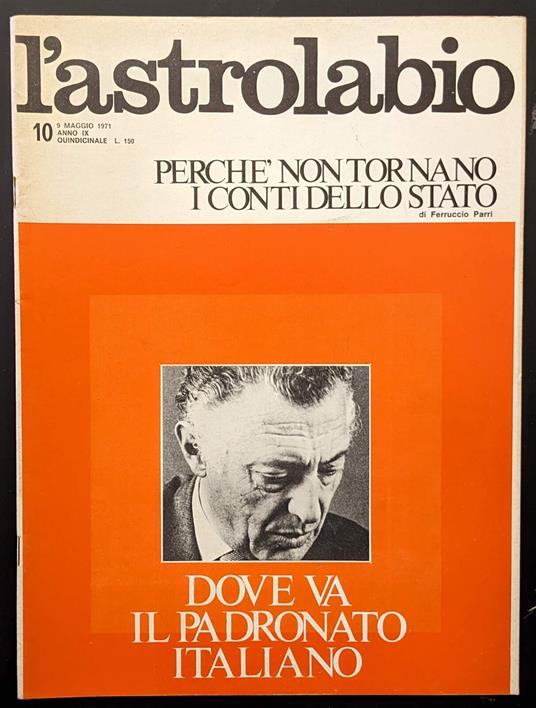 l'astrolabio
10 9 MAGGIO 1971
ANNO IX
QUINDICINALE L. 150
PERCHE' NON TORNANO
I CONTI DELLO STATO
di Ferruccio Parri
DOVE VA
IL PADRONATO
ITALIANO